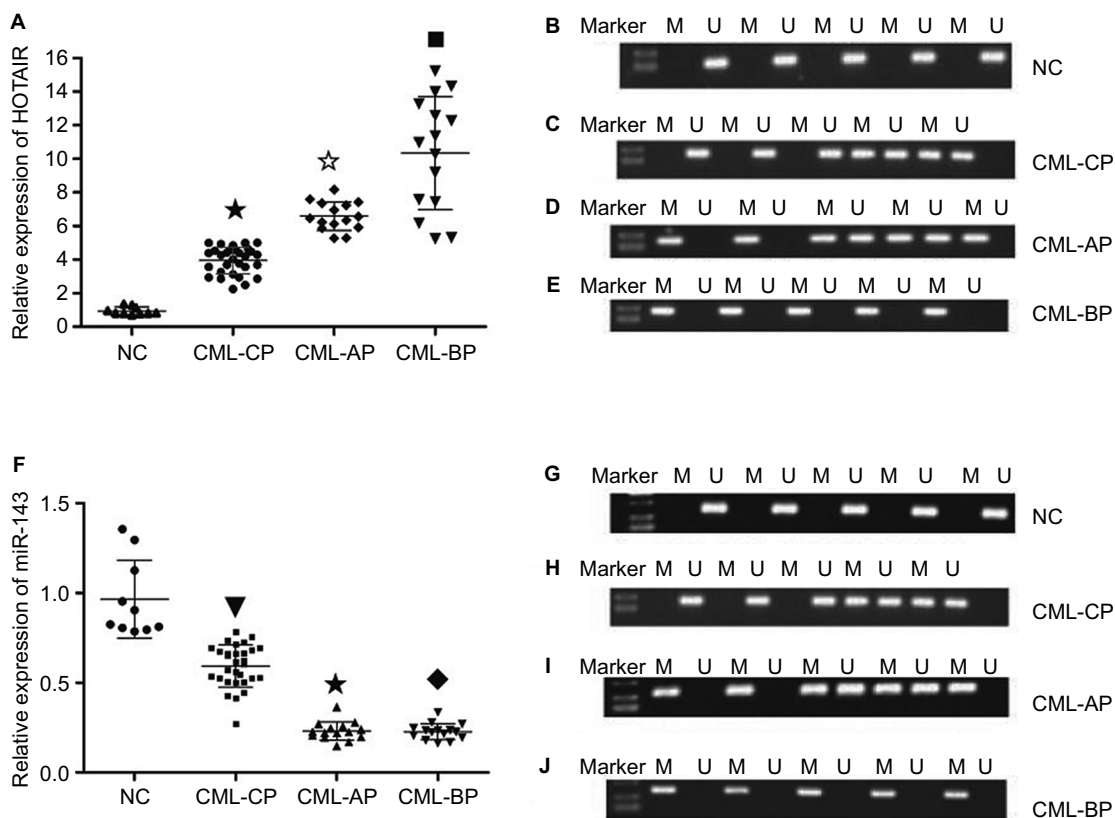 A
Relative expression of HOTAIR
16
14
12
10
8
6
4
2
0
NC CML-CP CML-AP CML-BP
B Marker M U M U M U M U M U
NC
C Marker M U M U M U M U M U
CML-CP
D Marker M U M U M U M U M U
CML-AP
E Marker M U M U M U M U M U
CML-BP
F
Relative expression of miR-143
1.5
1.0
0.5
0.0
NC CML-CP CML-AP CML-BP
G Marker M U M U M U M U M U
NC
H Marker M U M U M U M U M U
CML-CP
I Marker M U M U M U M U M U
CML-AP
J Marker M U M U M U M U M U
CML-BP